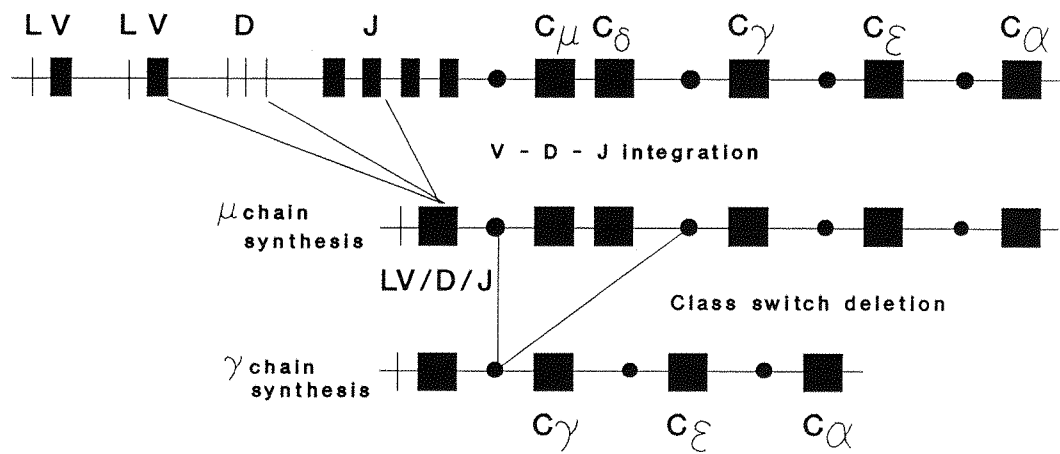 L V L V D J Cμ Cδ Cγ Cε Cα
V - D - J integration
μ chain
synthesis
LV/D/J
Class switch deletion
γ chain
synthesis
Cγ Cε Cα